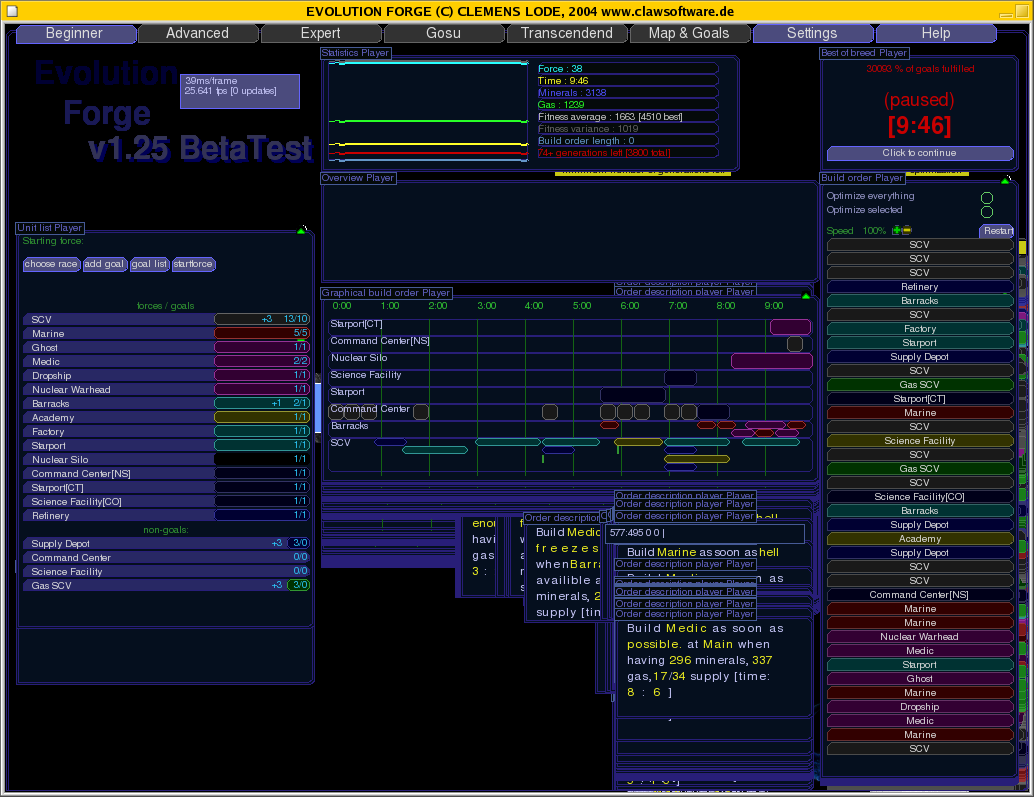 EVOLUTION FORGE (C) CLEMENS LODE, 2004 www.clawsoftware.de
Beginner Advanced Expert Gosu Transcendend Map & Goals Settings Help
Evolution
Forge
v1.25 BetaTest
39ms/frame
25.641 fps [0 updates]
Statistics Player
Force : 38
Time : 9:46
Minerals : 3138
Gas : 1239
Fitness average : 1663 [4510 best]
Fitness variance : 1019
Build order length : 0
74+ generations left [2800 total]
Best of breed Player
30093 % of goals fulfilled
(paused)
[9:46]
Click to continue
Overview Player
Unit list Player
Starting force:
choose race add goal goal list startforce
forces / goals
SCV +3 13/10
Marine 5/5
Ghost 1/1
Medic 2/2
Dropship 1/1
Nuclear Warhead 1/1
Barracks +1 2/1
Academy 1/1
Factory 1/1
Starport 1/1
Nuclear Silo 1/1
Command Center[NS] 1/1
Starport[CT] 1/1
Science Facility[CO] 1/1
Refinery 1/1
non-goals:
Supply Depot +3 3/0
Command Center 0/0
Science Facility 0/0
Gas SCV +3 3/0
Order description player Player
Graphical build order Player
0:00 1:00 2:00 3:00 4:00 5:00 6:00 7:00 8:00 9:00
Starport[CT]
Command Center[NS]
Nuclear Silo
Science Facility
Starport
Command Center
Barracks
SCV
Order description player Player
Order description player Player
Order description player Player
Order description
577:495 0 0 |
Build Medic
freezes
when Barr
availible a
minerals, 2
supply [tin
enou
havi
gas
3 :
Build Marine as soon as hell
Order description player Player
Order description player Player
Order description player Player
Order description player Player
Build Medic as soon as
possible. at Main when
having 296 minerals, 337
gas,17/34 supply [time:
8 : 6 ]
Build order Player
Optimize everything
Optimize selected
Speed 100%
Restart
SCV
SCV
SCV
Refinery
Barracks
SCV
Factory
Starport
Supply Depot
SCV
Gas SCV
Starport[CT]
Marine
SCV
Science Facility
SCV
Gas SCV
SCV
Science Facility[CO]
Barracks
Supply Depot
Academy
Supply Depot
SCV
SCV
Command Center[NS]
Marine
Marine
Nuclear Warhead
Medic
Starport
Ghost
Marine
Dropship
Medic
Marine
SCV